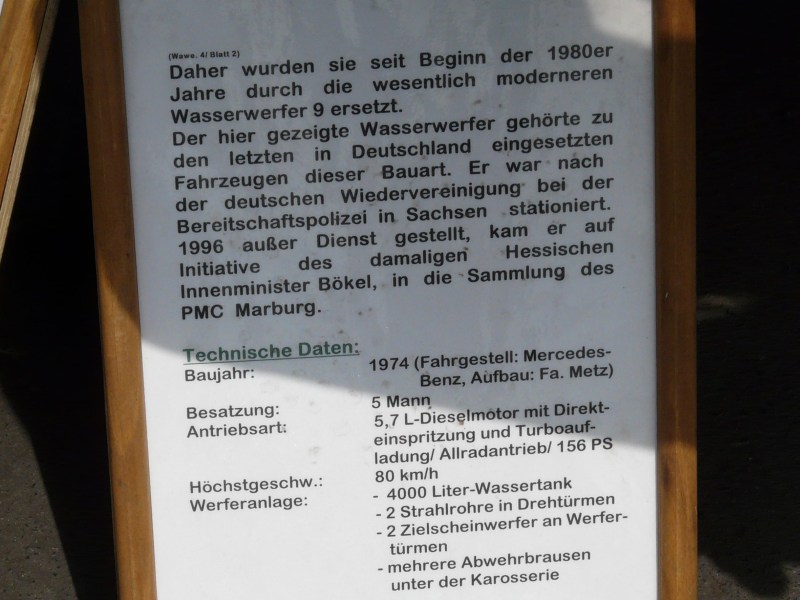 (Wawe. 4/ Blatt 2)
Daher wurden sie seit Beginn der 1980er
Jahre durch die wesentlich moderneren
Wasserwerfer 9 ersetzt.
Der hier gezeigte Wasserwerfer gehörte zu
den letzten in Deutschland eingesetzten
Fahrzeugen dieser Bauart. Er war nach
der deutschen Wiedervereinigung bei der
Bereitschaftspolizei in Sachsen stationiert.
1996 außer Dienst gestellt, kam er auf
Initiative des damaligen Hessischen
Innenminister Bökel, in die Sammlung des
PMC Marburg.
Technische Daten:
Baujahr: 1974 (Fahrgestell: Mercedes-
Benz, Aufbau: Fa. Metz)
Besatzung: 5 Mann
Antriebsart: 5,7 L-Dieselmotor mit Direkt-
einspritzung und Turboauf-
ladung/ Allradantrieb/ 156 PS
Höchstgeschw.: 80 km/h
Werferanlage: - 4000 Liter-Wassertank
- 2 Strahlrohre in Drehtürmen
- 2 Zielscheinwerfer an Werfer-
türmen
- mehrere Abwehrbrausen
unter der Karosserie